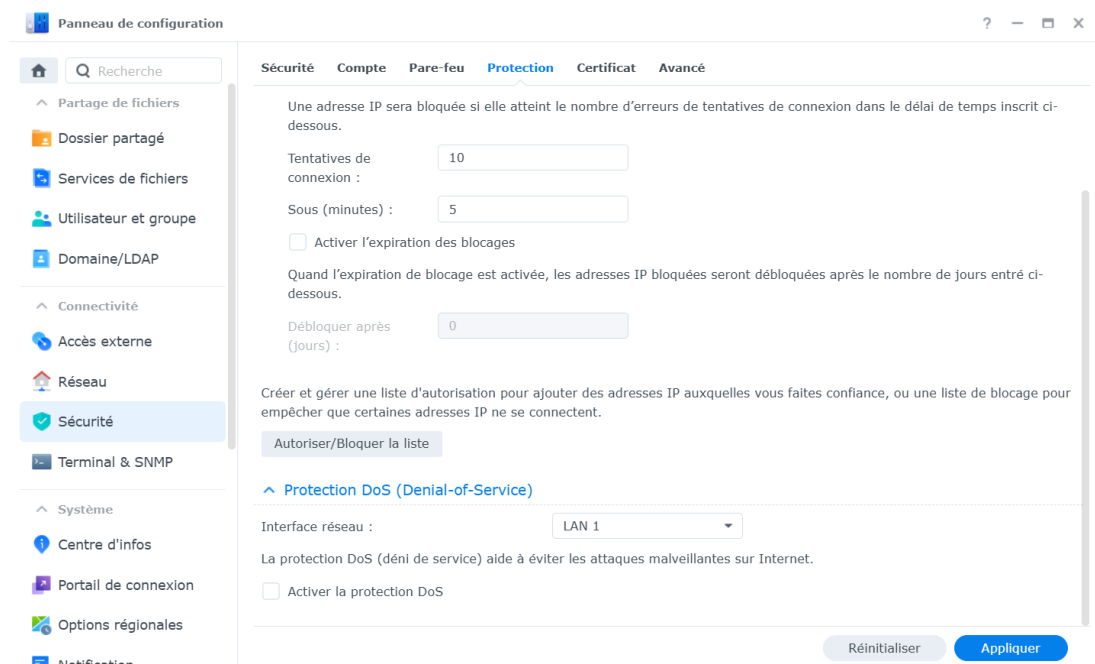 Panneau de configuration
?
Recherche
Partage de fichiers
Dossier partagé
Services de fichiers
Utilisateur et groupe
Domaine/LDAP
Connectivité
Accès externe
Réseau
Sécurité
Terminal & SNMP
Système
Centre d'infos
Portail de connexion
Options régionales
Notification
Sécurité Compte Pare-feu Protection Certificat Avancé
Une adresse IP sera bloquée si elle atteint le nombre d’erreurs de tentatives de connexion dans le délai de temps inscrit ci-
dessous.
Tentatives de
connexion :
10
Sous (minutes) : 5
Activer l’expiration des blocages
Quand l’expiration de blocage est activée, les adresses IP bloquées seront débloquées après le nombre de jours entré ci-
dessous.
Débloquer après
(jours) :
0
Créer et gérer une liste d'autorisation pour ajouter des adresses IP auxquelles vous faites confiance, ou une liste de blocage pour
empêcher que certaines adresses IP ne se connectent.
Autoriser/Bloquer la liste
Protection DoS (Denial-of-Service)
Interface réseau : LAN 1
La protection DoS (déni de service) aide à éviter les attaques malveillantes sur Internet.
Activer la protection DoS
Réinitialiser Appliquer